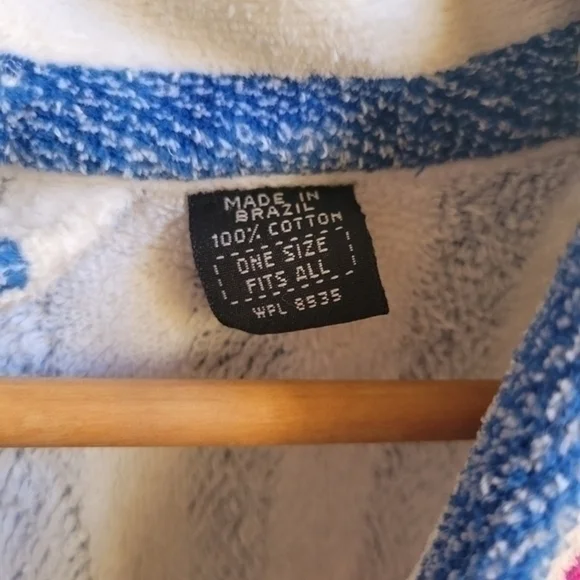 MADE IN
BRAZIL
100% COTTON
ONE SIZE
FITS ALL
WPL 8535